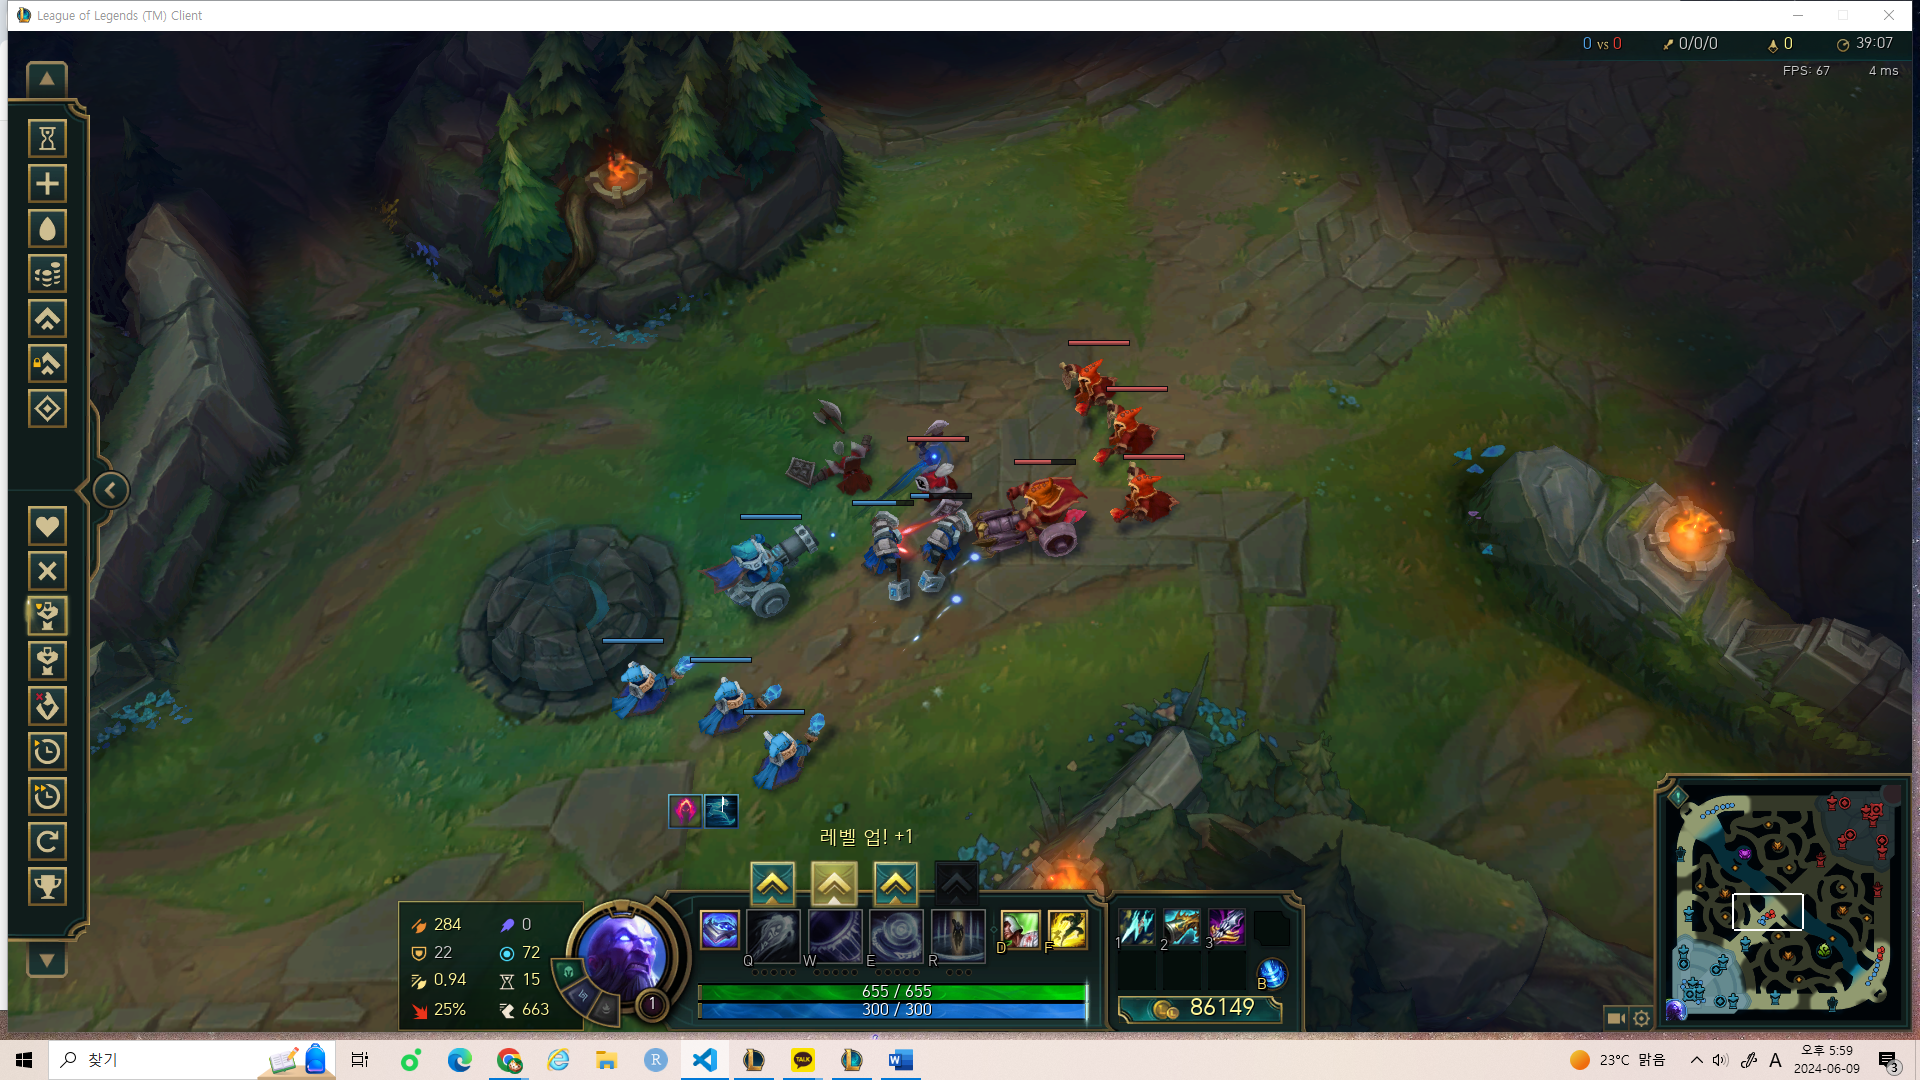 League of Legends (TM) Client
0 vs 0
0/0/0
0
39:07
FPS: 67
4 ms
레벨 업! +1
284
0
22
72
0.94
15
25%
663
1
Q
W
E
R
D
F
655 / 655
300 / 300
1
2
3
B
86149
찾기
R
TALK
W
23°C 맑음
A
오후 5:59
2024-06-09
3